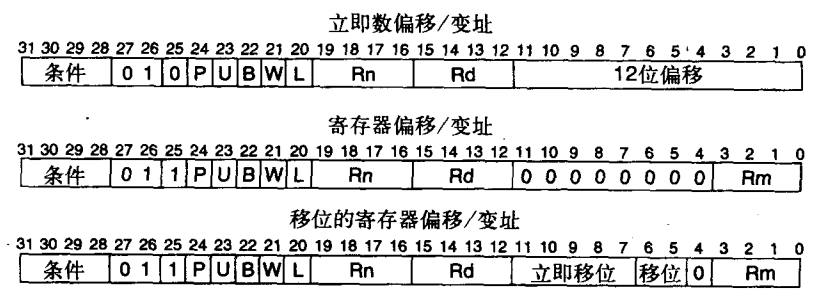 立即数偏移/变址
31 30 29 28 27 26 25 24 23 22 21 20 19 18 17 16 15 14 13 12 11 10 9 8 7 6 5 4 3 2 1 0
条件 0 1 0 P U B W L Rn Rd 12位偏移
寄存器偏移/变址
31 30 29 28 27 26 25 24 23 22 21 20 19 18 17 16 15 14 13 12 11 10 9 8 7 6 5 4 3 2 1 0
条件 0 1 1 P U B W L Rn Rd 0 0 0 0 0 0 0 0 Rm
移位的寄存器偏移/变址
31 30 29 28 27 26 25 24 23 22 21 20 19 18 17 16 15 14 13 12 11 10 9 8 7 6 5 4 3 2 1 0
条件 0 1 1 P U B W L Rn Rd 立即移位 移位 0 Rm